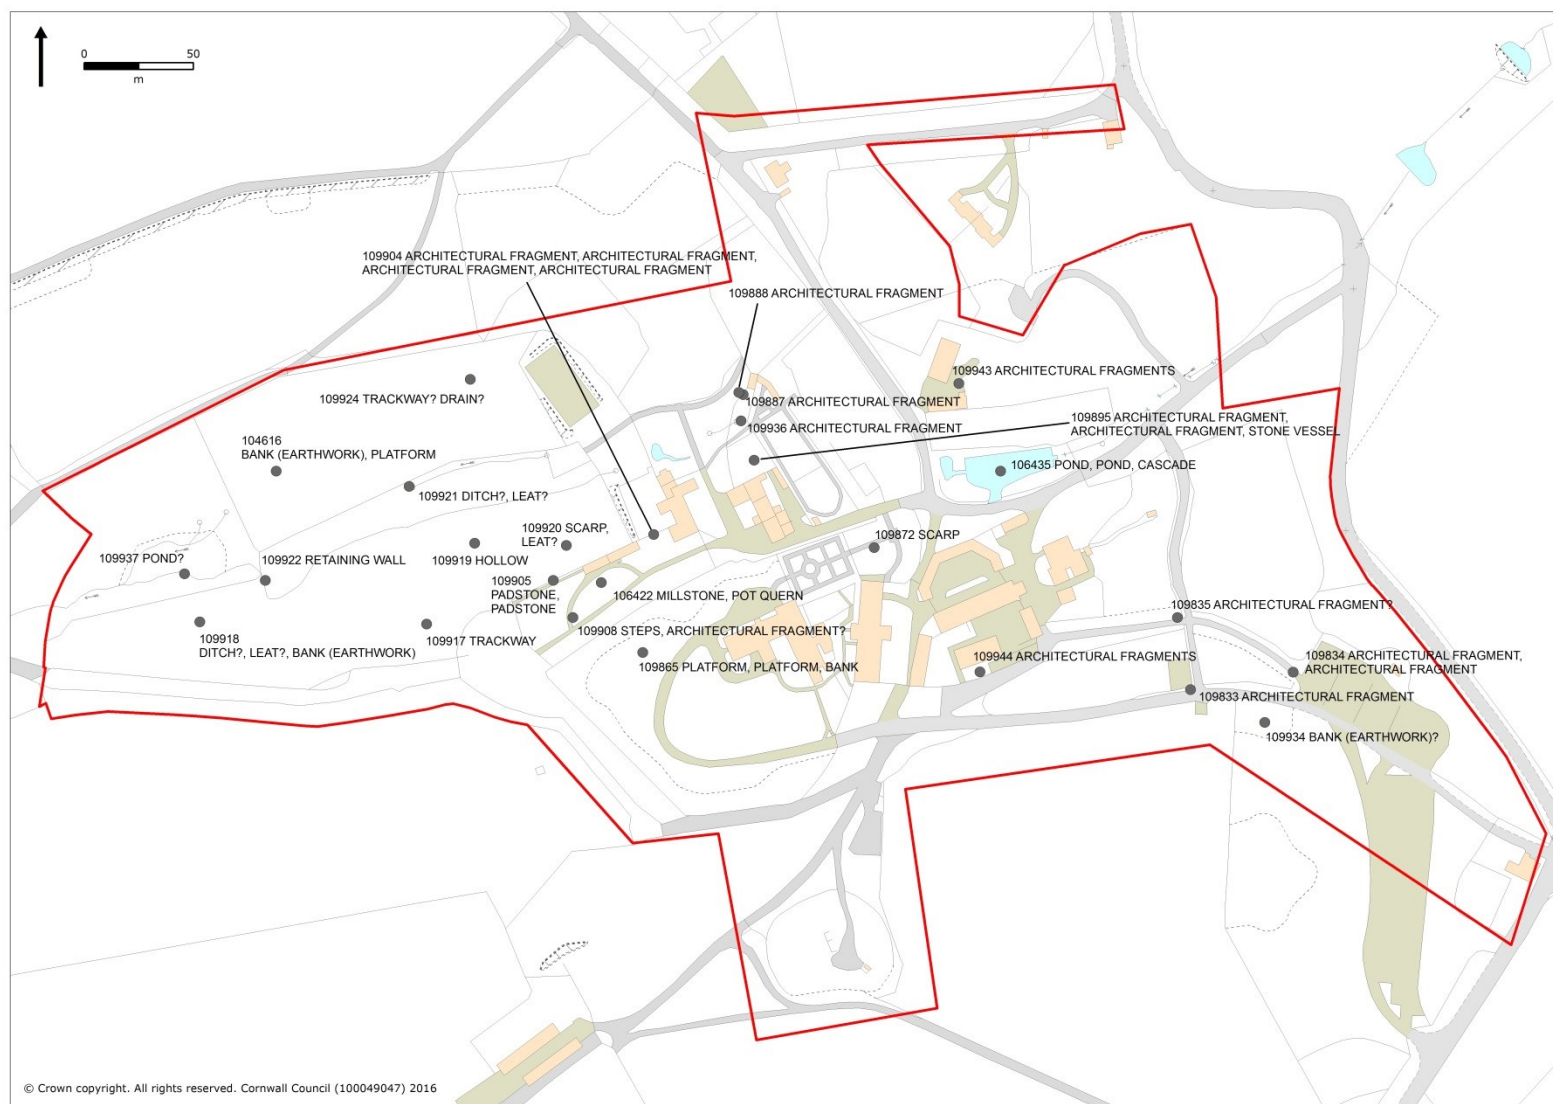 0 50
m
109904 ARCHITECTURAL FRAGMENT, ARCHITECTURAL FRAGMENT,
ARCHITECTURAL FRAGMENT, ARCHITECTURAL FRAGMENT
109888 ARCHITECTURAL FRAGMENT
109943 ARCHITECTURAL FRAGMENTS
109924 TRACKWAY? DRAIN?
109887 ARCHITECTURAL FRAGMENT
109936 ARCHITECTURAL FRAGMENT
109895 ARCHITECTURAL FRAGMENT,
ARCHITECTURAL FRAGMENT, STONE VESSEL
104616
BANK (EARTHWORK), PLATFORM
106435 POND, POND, CASCADE
109921 DITCH?, LEAT?
109920 SCARP,
LEAT?
109872 SCARP
109937 POND?
109922 RETAINING WALL
109919 HOLLOW
109905
PADSTONE,
PADSTONE
106422 MILLSTONE, POT QUERN
109835 ARCHITECTURAL FRAGMENT?
109918
DITCH?, LEAT?, BANK (EARTHWORK)
109917 TRACKWAY
109908 STEPS, ARCHITECTURAL FRAGMENT?
109865 PLATFORM, PLATFORM, BANK
109944 ARCHITECTURAL FRAGMENTS
109834 ARCHITECTURAL FRAGMENT,
ARCHITECTURAL FRAGMENT
109833 ARCHITECTURAL FRAGMENT
109934 BANK (EARTHWORK)?
© Crown copyright. All rights reserved. Cornwall Council (100049047) 2016